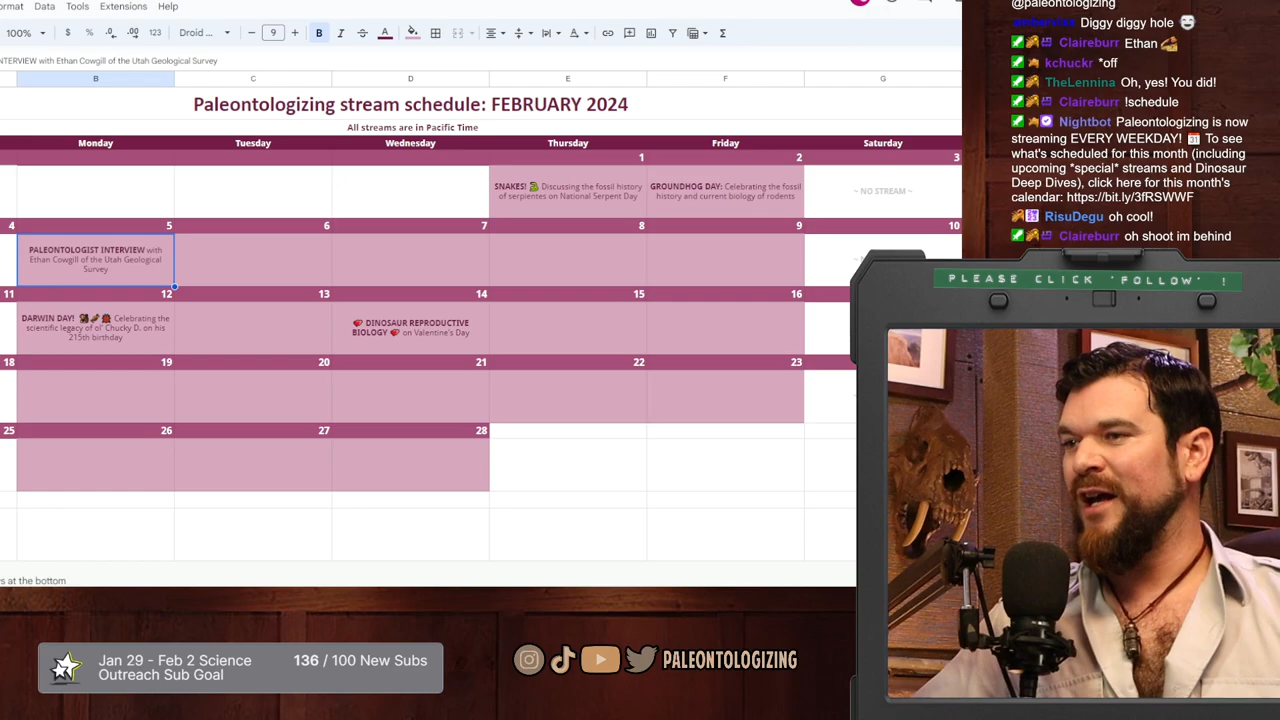 ormat Data Tools Extensions Help
100% $ % .0 .00 123 Droid ... 9 B I A
NTERVIEW with Ethan Cowgill of the Utah Geological Survey
B C D E F G
Paleontologizing stream schedule: FEBRUARY 2024
All streams are in Pacific Time
Monday Tuesday Wednesday Thursday Friday Saturday
1 2 3
SNAKES! 🐍 Discussing the fossil history
of serpientes on National Serpent Day
GROUNDHOG DAY: Celebrating the fossil
history and current biology of rodents
~ NO STREAM ~
4 5 6 7 8 9 10
PALEONTOLOGIST INTERVIEW with
Ethan Cowgill of the Utah Geological
Survey
11 12 13 14 15 16
DARWIN DAY! Celebrating the
scientific legacy of ol' Chucky D. on his
215th birthday
💘 DINOSAUR REPRODUCTIVE
BIOLOGY 💘 on Valentine's Day
18 19 20 21 22 23
25 26 27 28
s at the bottom
@paleontologizing
Diggy diggy hole
Claireburr Ethan
kchuckr *off
TheLennina Oh, yes! You did!
Claireburr !schedule
Nightbot Paleontologizing is now
streaming EVERY WEEKDAY! 📅 To see
what's scheduled for this month (including
upcoming *special* streams and Dinosaur
Deep Dives), click here for this month's
calendar: https://bit.ly/3fRSWWF
RisuDegu oh cool!
Claireburr oh shoot im behind
PLEASE CLICK 'FOLLOW' !
Jan 29 - Feb 2 Science
Outreach Sub Goal
136 / 100 New Subs
PALEONTOLOGIZING